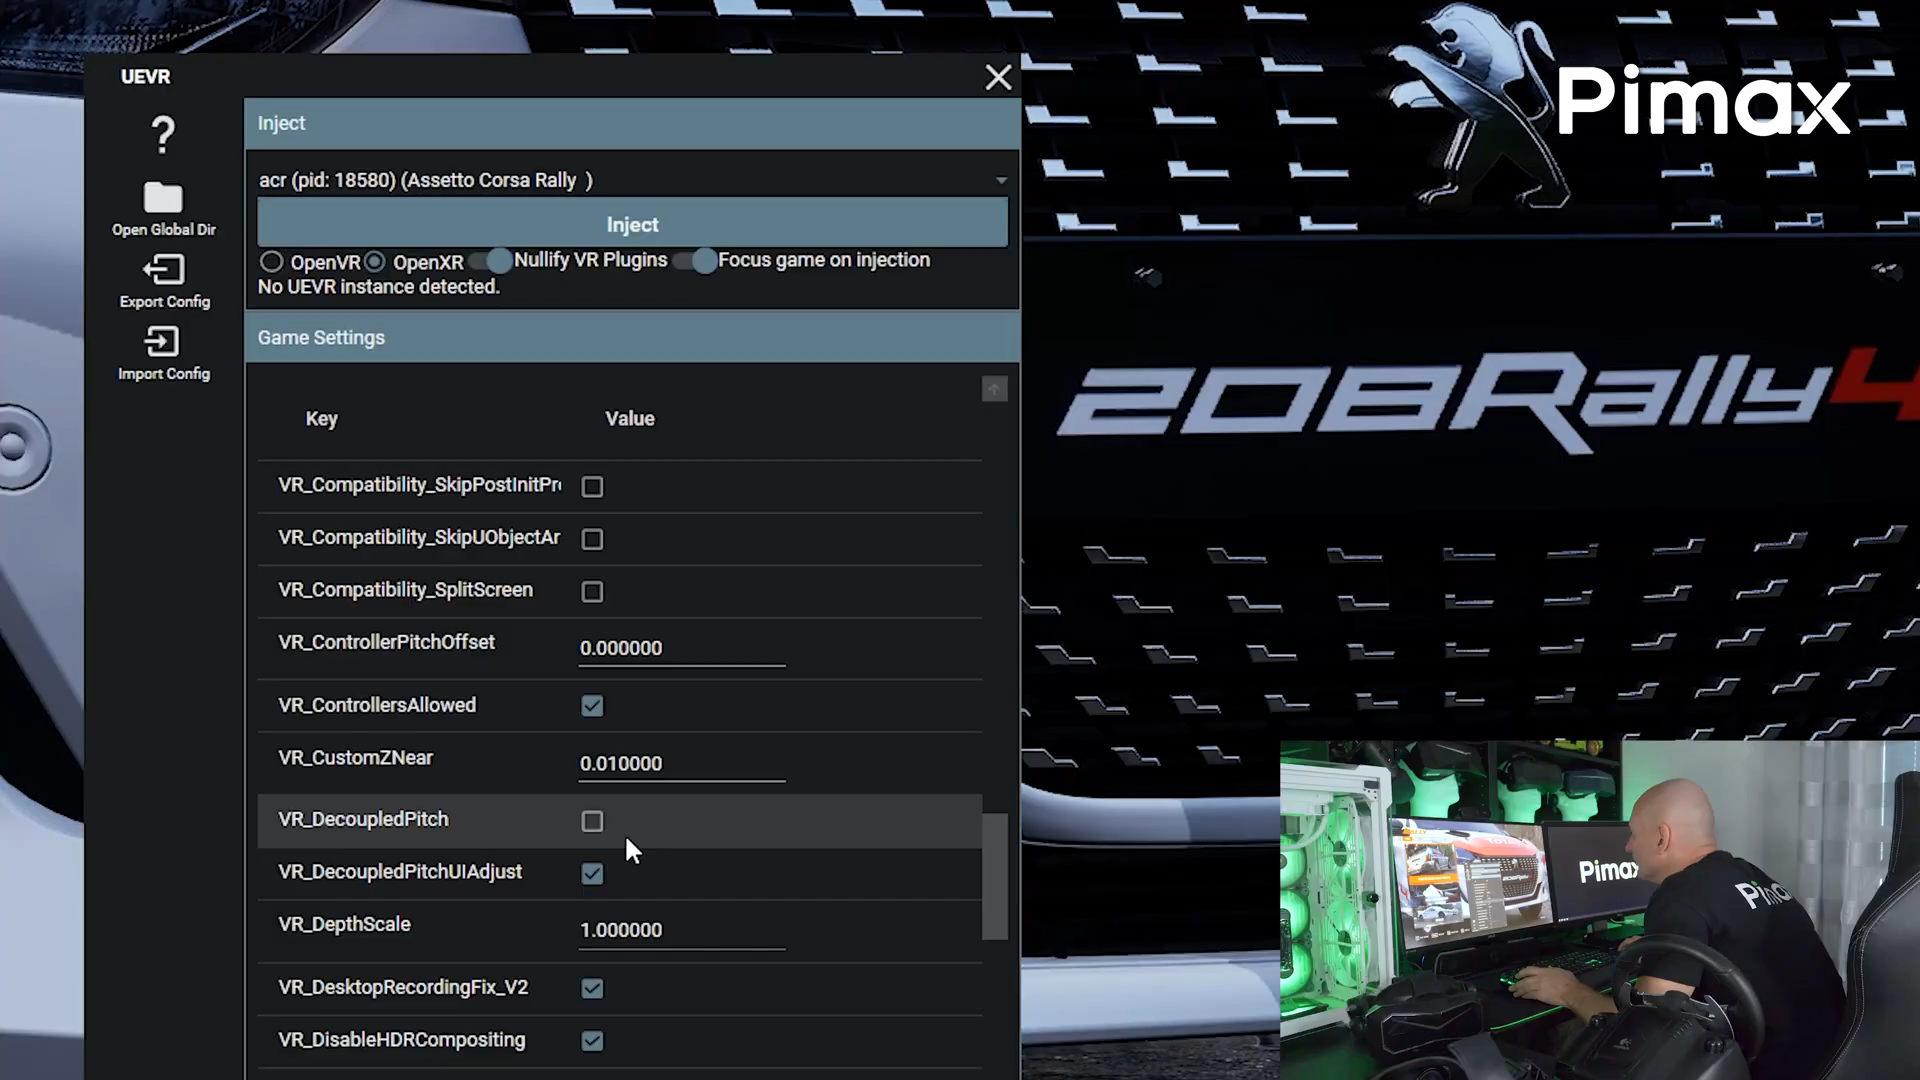 UEVR
Inject
acr (pid: 18580) (Assetto Corsa Rally )
Inject
OpenVR OpenXR Nullify VR Plugins Focus game on injection
No UEVR instance detected.
?
Open Global Dir
Export Config
Import Config
Game Settings
Key Value
VR_Compatibility_SkipPostInitPr
VR_Compatibility_SkipUObjectAr
VR_Compatibility_SplitScreen
VR_ControllerPitchOffset 0.000000
VR_ControllersAllowed
VR_CustomZNear 0.010000
VR_DecoupledPitch
VR_DecoupledPitchUIAdjust
VR_DepthScale 1.000000
VR_DesktopRecordingFix_V2
VR_DisableHDRCompositing
Pimax
208Rally4
Pimax